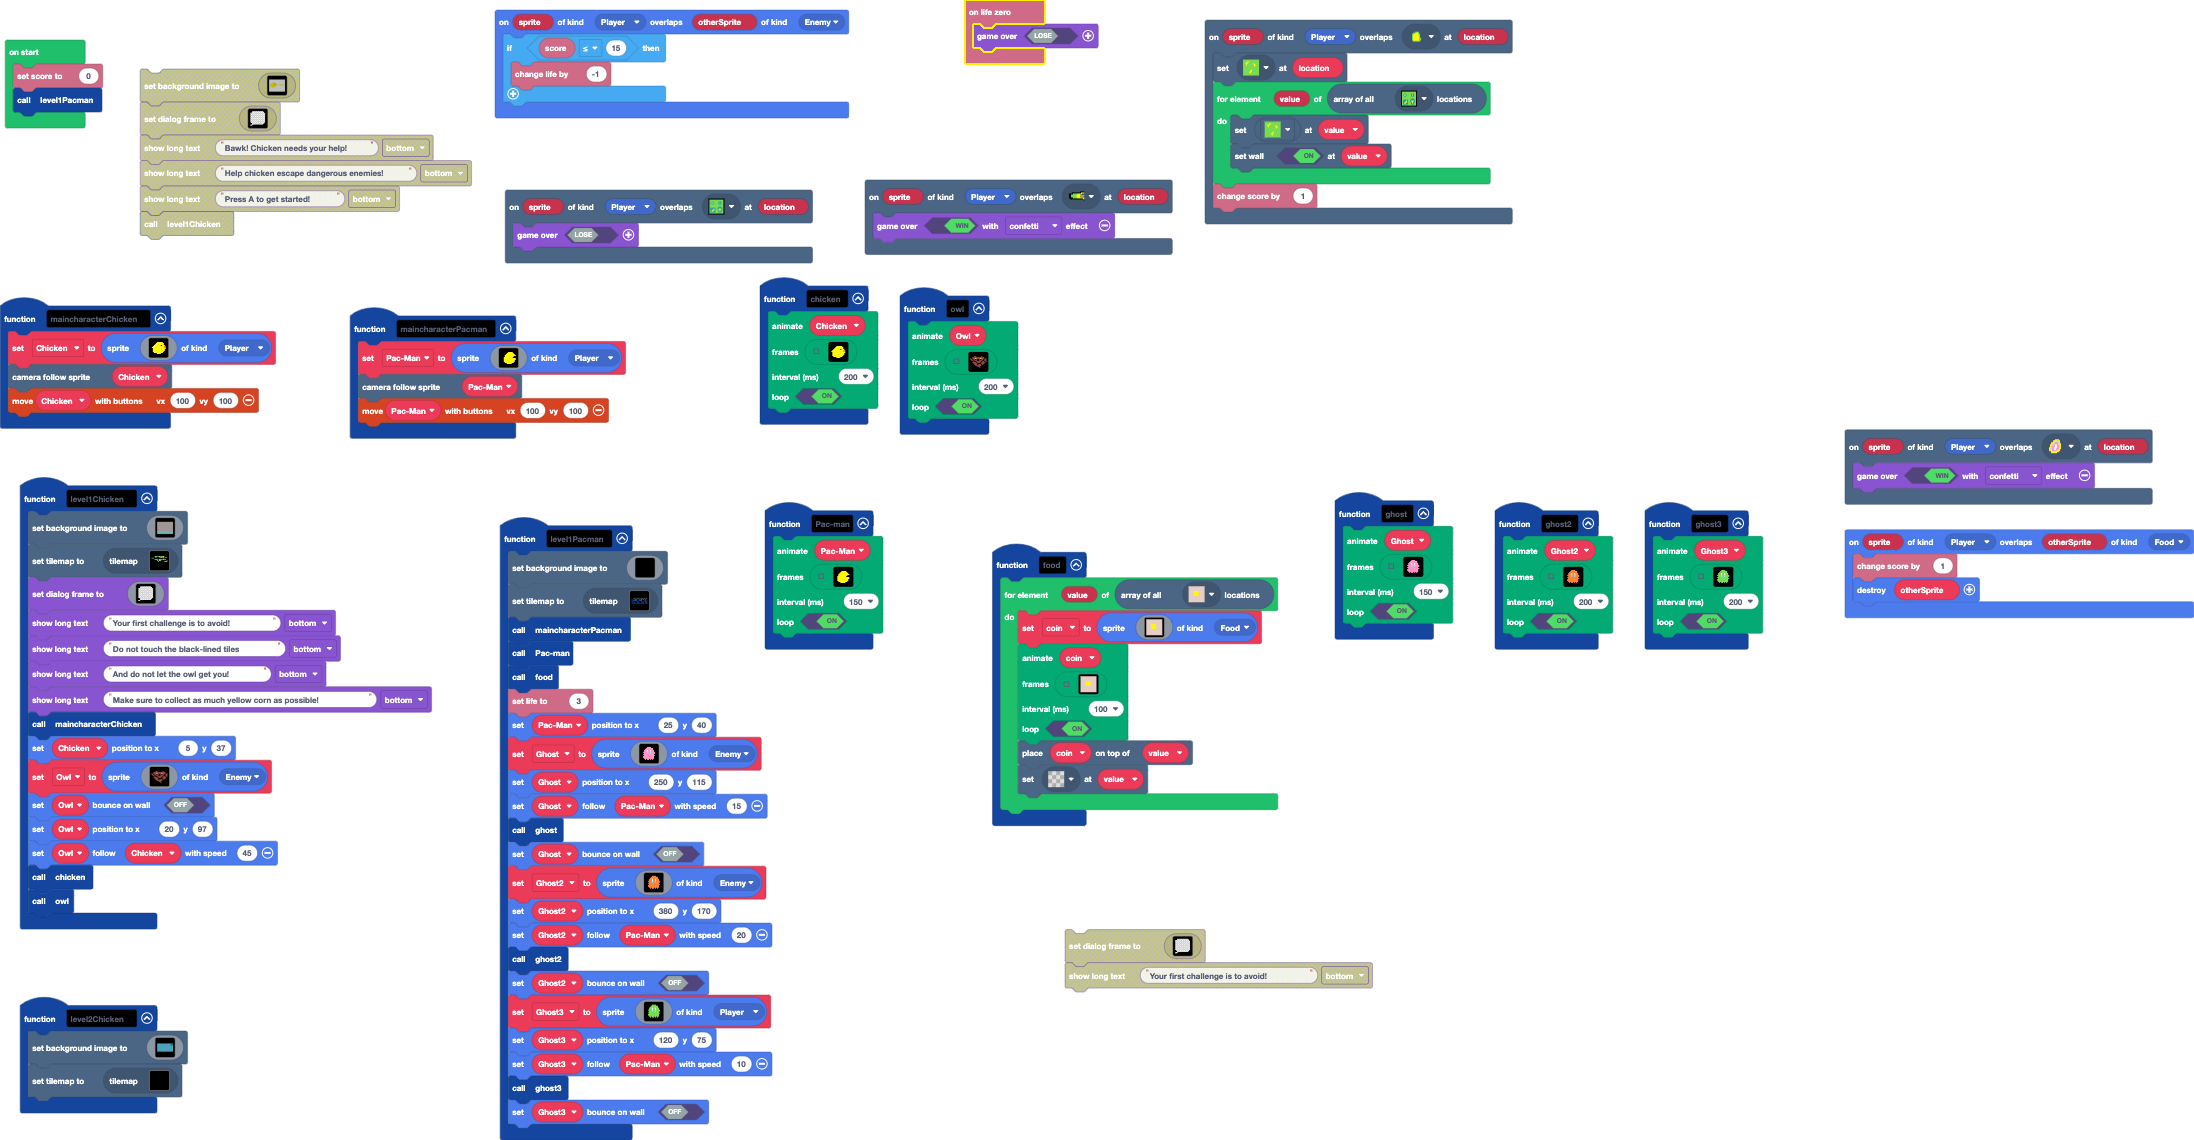 on start
set score to 0
call level1Pacman
set background image to
set dialog frame to
show long text "Bawk! Chicken needs your help!" bottom
show long text "Help chicken escape dangerous enemies!" bottom
show long text "Press A to get started!" bottom
call level1Chicken
on sprite of kind Player overlaps otherSprite of kind Enemy
if score ≤ 15 then
change life by -1
on life zero
game over LOSE
on sprite of kind Player overlaps at location
set at location
for element value of array of all locations
do
set at value
set wall ON at value
change score by 1
on sprite of kind Player overlaps at location
game over LOSE
on sprite of kind Player overlaps at location
game over WIN with confetti effect
function maincharacterChicken
set Chicken to sprite of kind Player
camera follow sprite Chicken
move Chicken with buttons vx 100 vy 100
function maincharacterPacman
set Pac-Man to sprite of kind Player
camera follow sprite Pac-Man
move Pac-Man with buttons vx 100 vy 100
function chicken
animate Chicken
frames
interval (ms) 200
loop ON
function owl
animate Owl
frames
interval (ms) 200
loop ON
on sprite of kind Player overlaps at location
game over WIN with confetti effect
on sprite of kind Player overlaps otherSprite of kind Food
change score by 1
destroy otherSprite
function level1Chicken
set background image to
set tilemap to tilemap
set dialog frame to
show long text "Your first challenge is to avoid!" bottom
show long text "Do not touch the black-lined tiles" bottom
show long text "And do not let the owl get you!" bottom
show long text "Make sure to collect as much yellow corn as possible!" bottom
call maincharacterChicken
set Chicken position to x 5 y 37
set Owl to sprite of kind Enemy
set Owl bounce on wall OFF
set Owl position to x 20 y 97
set Owl follow Chicken with speed 45
call chicken
call owl
function level1Pacman
set background image to
set tilemap to tilemap
call maincharacterPacman
call Pac-man
call food
set life to 3
set Pac-Man position to x 25 y 40
set Ghost to sprite of kind Enemy
set Ghost position to x 250 y 115
set Ghost follow Pac-Man with speed 15
call ghost
set Ghost bounce on wall OFF
set Ghost2 to sprite of kind Enemy
set Ghost2 position to x 380 y 170
set Ghost2 follow Pac-Man with speed 20
call ghost2
set Ghost2 bounce on wall OFF
set Ghost3 to sprite of kind Player
set Ghost3 position to x 120 y 75
set Ghost3 follow Pac-Man with speed 10
call ghost3
set Ghost3 bounce on wall OFF
function Pac-man
animate Pac-Man
frames
interval (ms) 150
loop ON
function food
for element value of array of all locations
do
set coin to sprite of kind Food
animate coin
frames
interval (ms) 100
loop ON
place coin on top of value
set at value
function ghost
animate Ghost
frames
interval (ms) 150
loop ON
function ghost2
animate Ghost2
frames
interval (ms) 200
loop ON
function ghost3
animate Ghost3
frames
interval (ms) 200
loop ON
set dialog frame to
show long text "Your first challenge is to avoid!" bottom
function level2Chicken
set background image to
set tilemap to tilemap